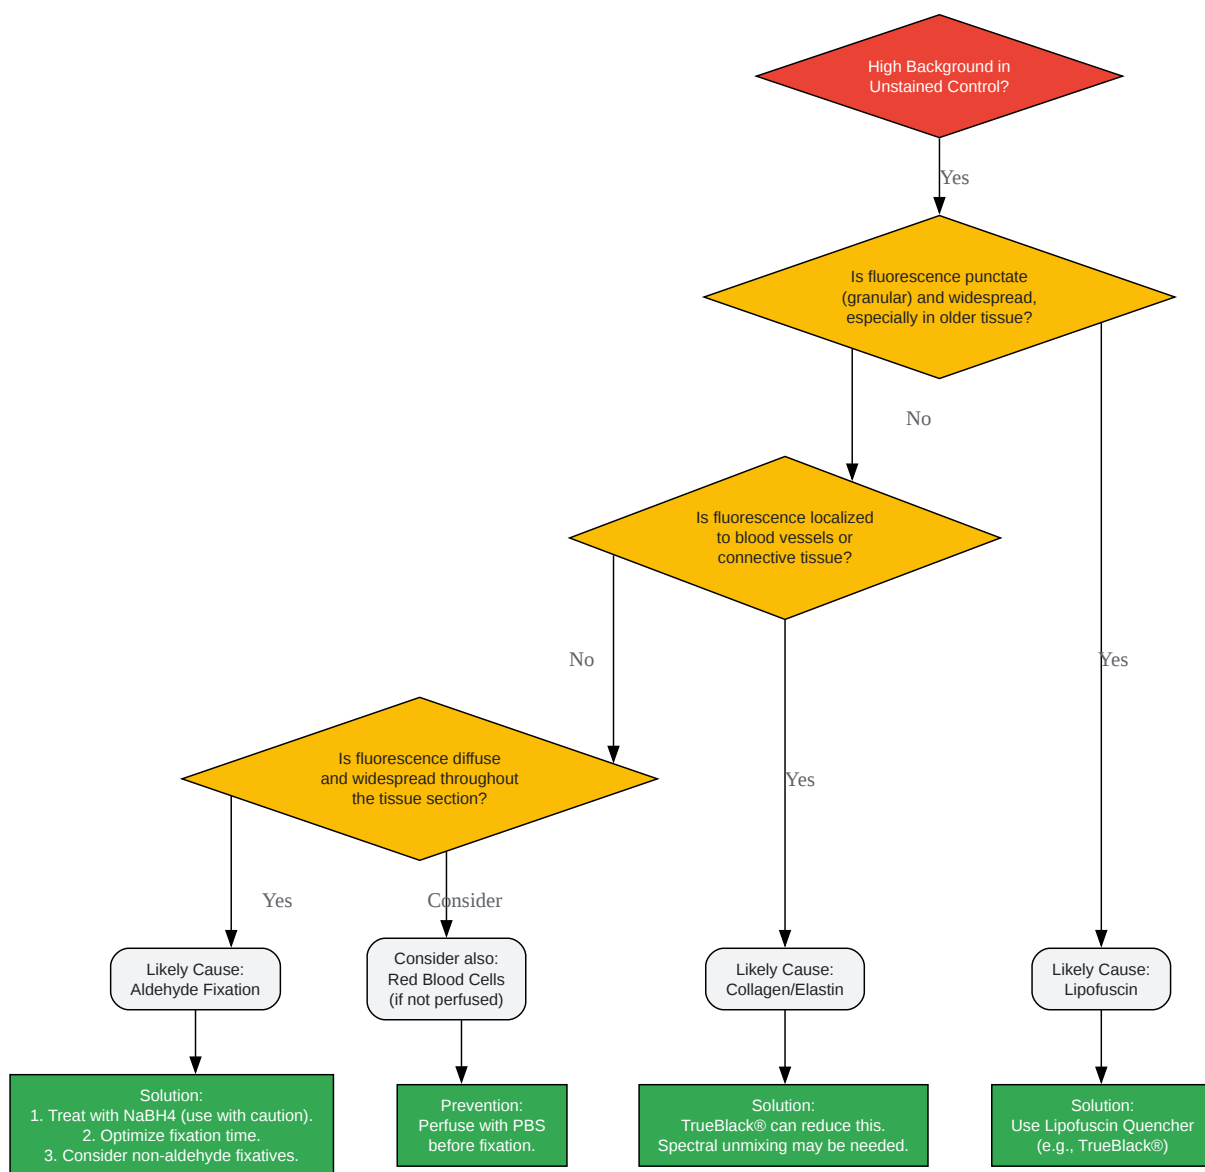 High Background in
Unstained Control?
Yes
Is fluorescence punctate
(granular) and widespread,
especially in older tissue?
No
Is fluorescence localized
to blood vessels or
connective tissue?
No
Yes
Is fluorescence diffuse
and widespread throughout
the tissue section?
Yes
Yes
Consider
Likely Cause:
Aldehyde Fixation
Consider also:
Red Blood Cells
(if not perfused)
Likely Cause:
Collagen/Elastin
Likely Cause:
Lipofuscin
Solution:
1. Treat with NaBH4 (use with caution).
2. Optimize fixation time.
3. Consider non-aldehyde fixatives.
Prevention:
Perfuse with PBS
before fixation.
Solution:
TrueBlack® can reduce this.
Spectral unmixing may be needed.
Solution:
Use Lipofuscin Quencher
(e.g., TrueBlack®)